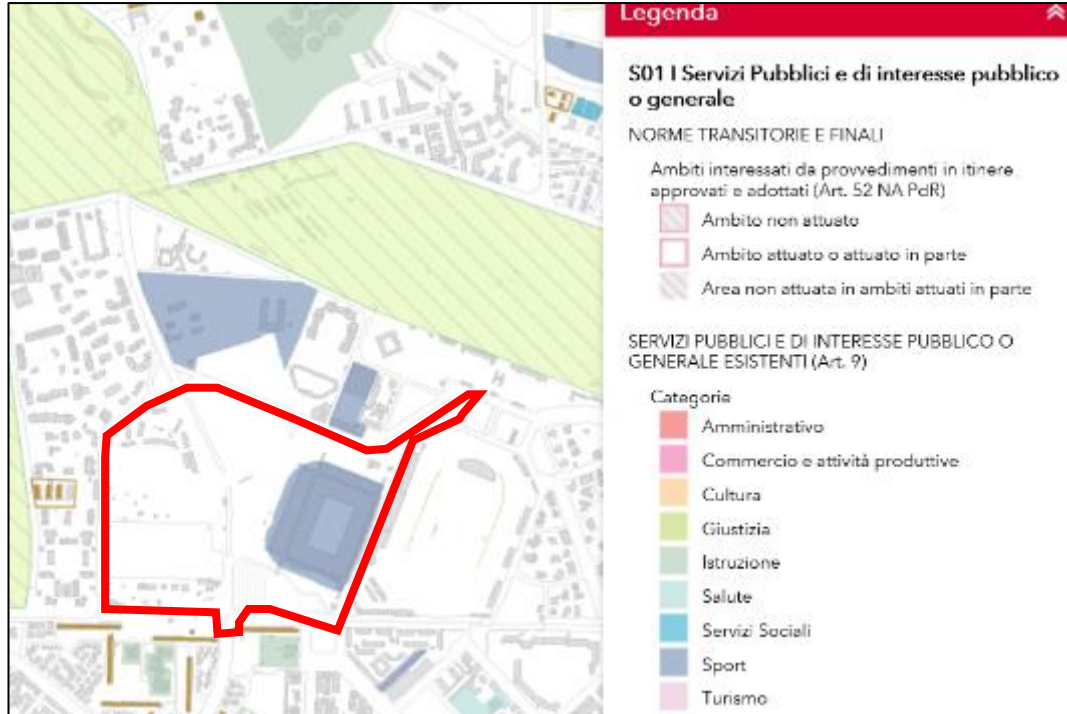 Legenda
S01 | Servizi Pubblici e di interesse pubblico
o generale
NORME TRANSITORIE E FINALI
Ambiti interessati da provvedimenti in itinere
approvati e adottati (Art. 52 NA PdR)
Ambito non attuato
Ambito attuato o attuato in parte
Area non attuata in ambiti attuati in parte
SERVIZI PUBBLICI E DI INTERESSE PUBBLICO O
GENERALE ESISTENTI (Art. 9)
Categorie
Amministrativo
Commercio e attività produttive
Cultura
Giustizia
Istruzione
Salute
Servizi Sociali
Sport
Turismo